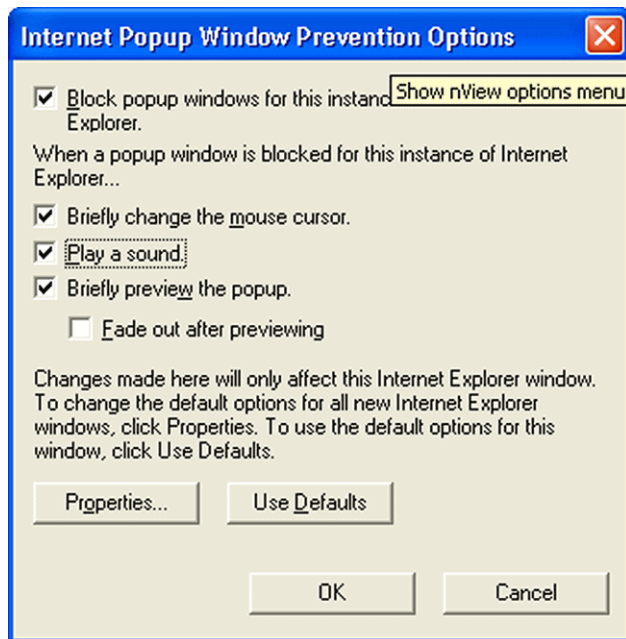 Internet Popup Window Prevention Options
Show nView options menu
Block popup windows for this instanc
Explorer.
When a popup window is blocked for this instance of Internet
Explorer...
Briefly change the mouse cursor.
Play a sound.
Briefly preview the popup.
Fade out after previewing
Changes made here will only affect this Internet Explorer window.
To change the default options for all new Internet Explorer
windows, click Properties. To use the default options for this
window, click Use Defaults.
Properties... Use Defaults
OK Cancel